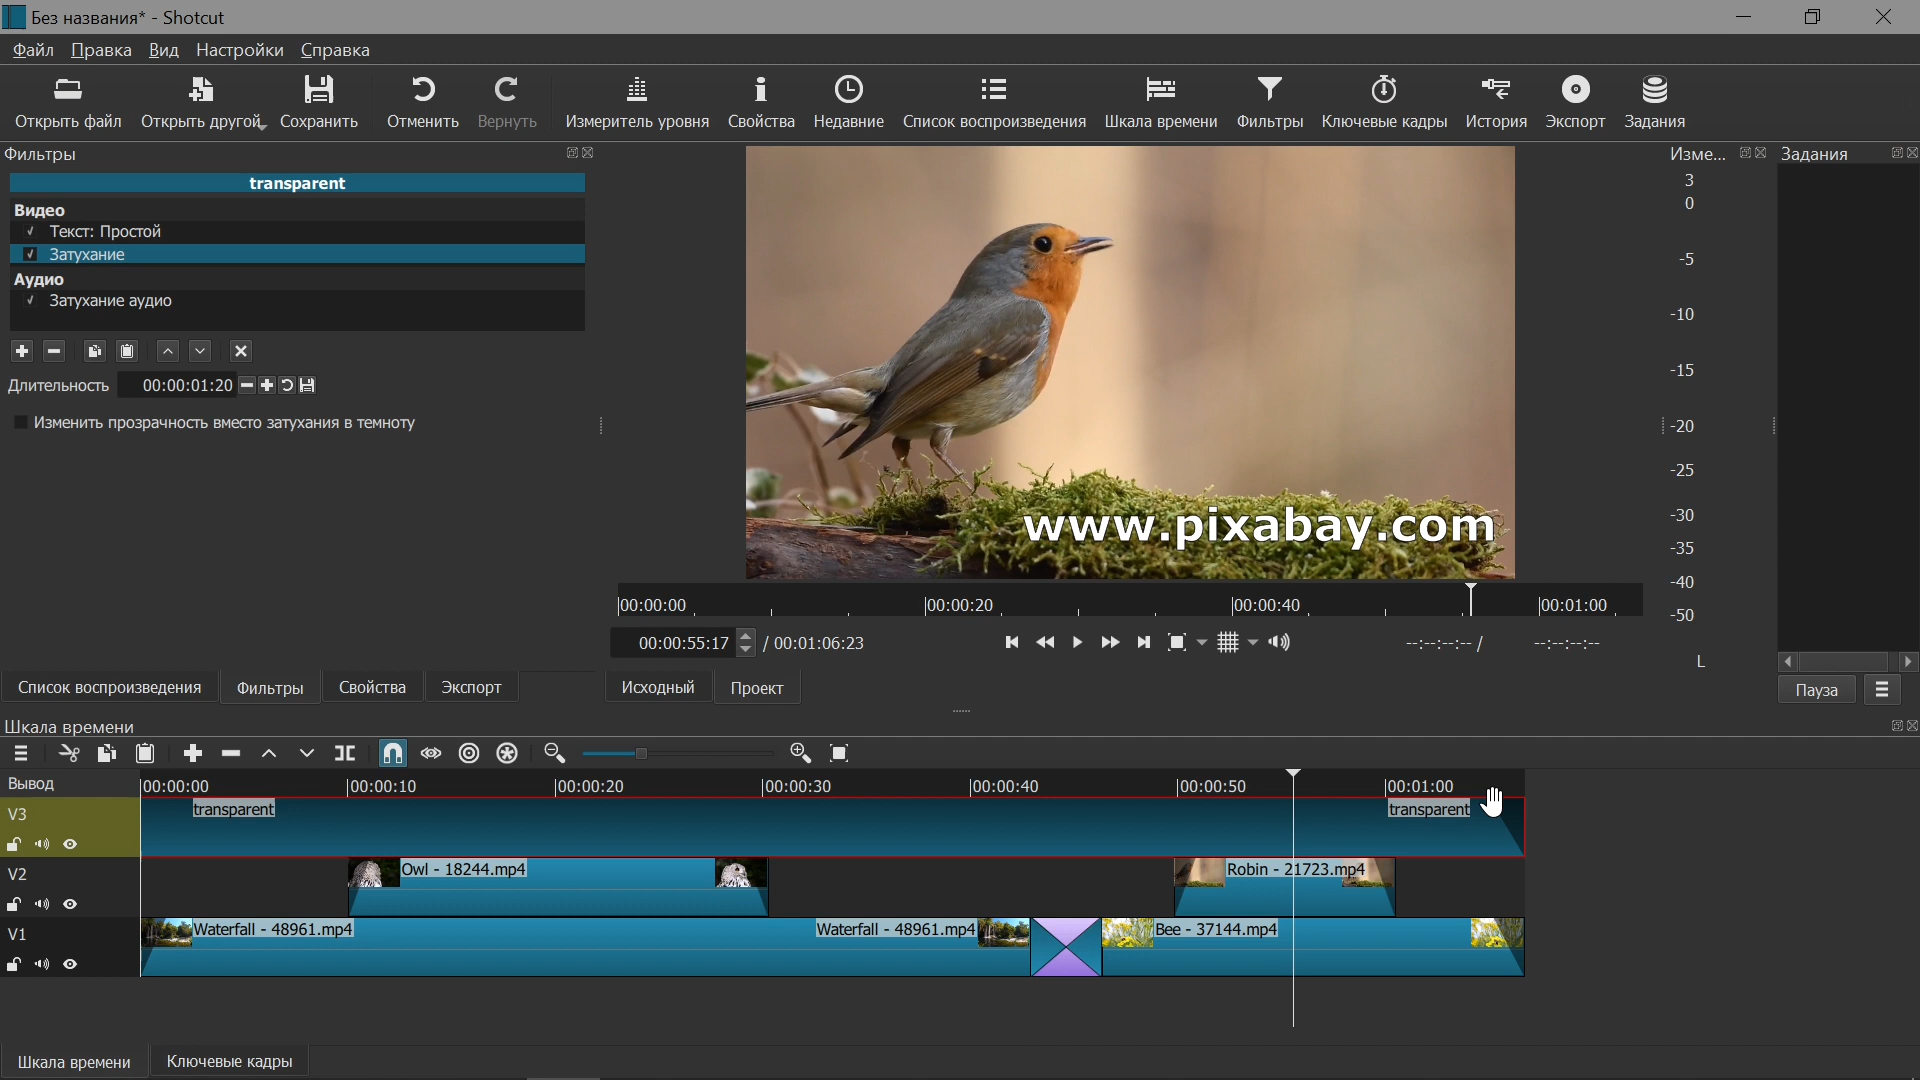 Без названия* - Shotcut
Файл Правка Вид Настройки Справка
Открыть файл Открыть другой Сохранить Отменить Вернуть Измеритель уровня Свойства Недавние Список воспроизведения Шкала времени Фильтры Ключевые кадры История Экспорт Задания
Фильтры
transparent
Видео
Текст: Простой
Затухание
Аудио
Затухание аудио
Длительность 00:00:01:20
Изменить прозрачность вместо затухания в темноту
www.pixabay.com
00:00:00 00:00:20 00:00:40 00:01:00
00:00:55:17 / 00:01:06:23 --:--:--:-- / --:--:--:--
Изме...
3
0
-5
-10
-15
-20
-25
-30
-35
-40
-50
L
Задания
Пауза
Список воспроизведения Фильтры Свойства Экспорт Исходный Проект
Шкала времени
Вывод 00:00:00 00:00:10 00:00:20 00:00:30 00:00:40 00:00:50 00:01:00
V3 transparent transparent
V2 Owl - 18244.mp4 Robin - 21723.mp4
V1 Waterfall - 48961.mp4 Waterfall - 48961.mp4 Bee - 37144.mp4
Шкала времени Ключевые кадры